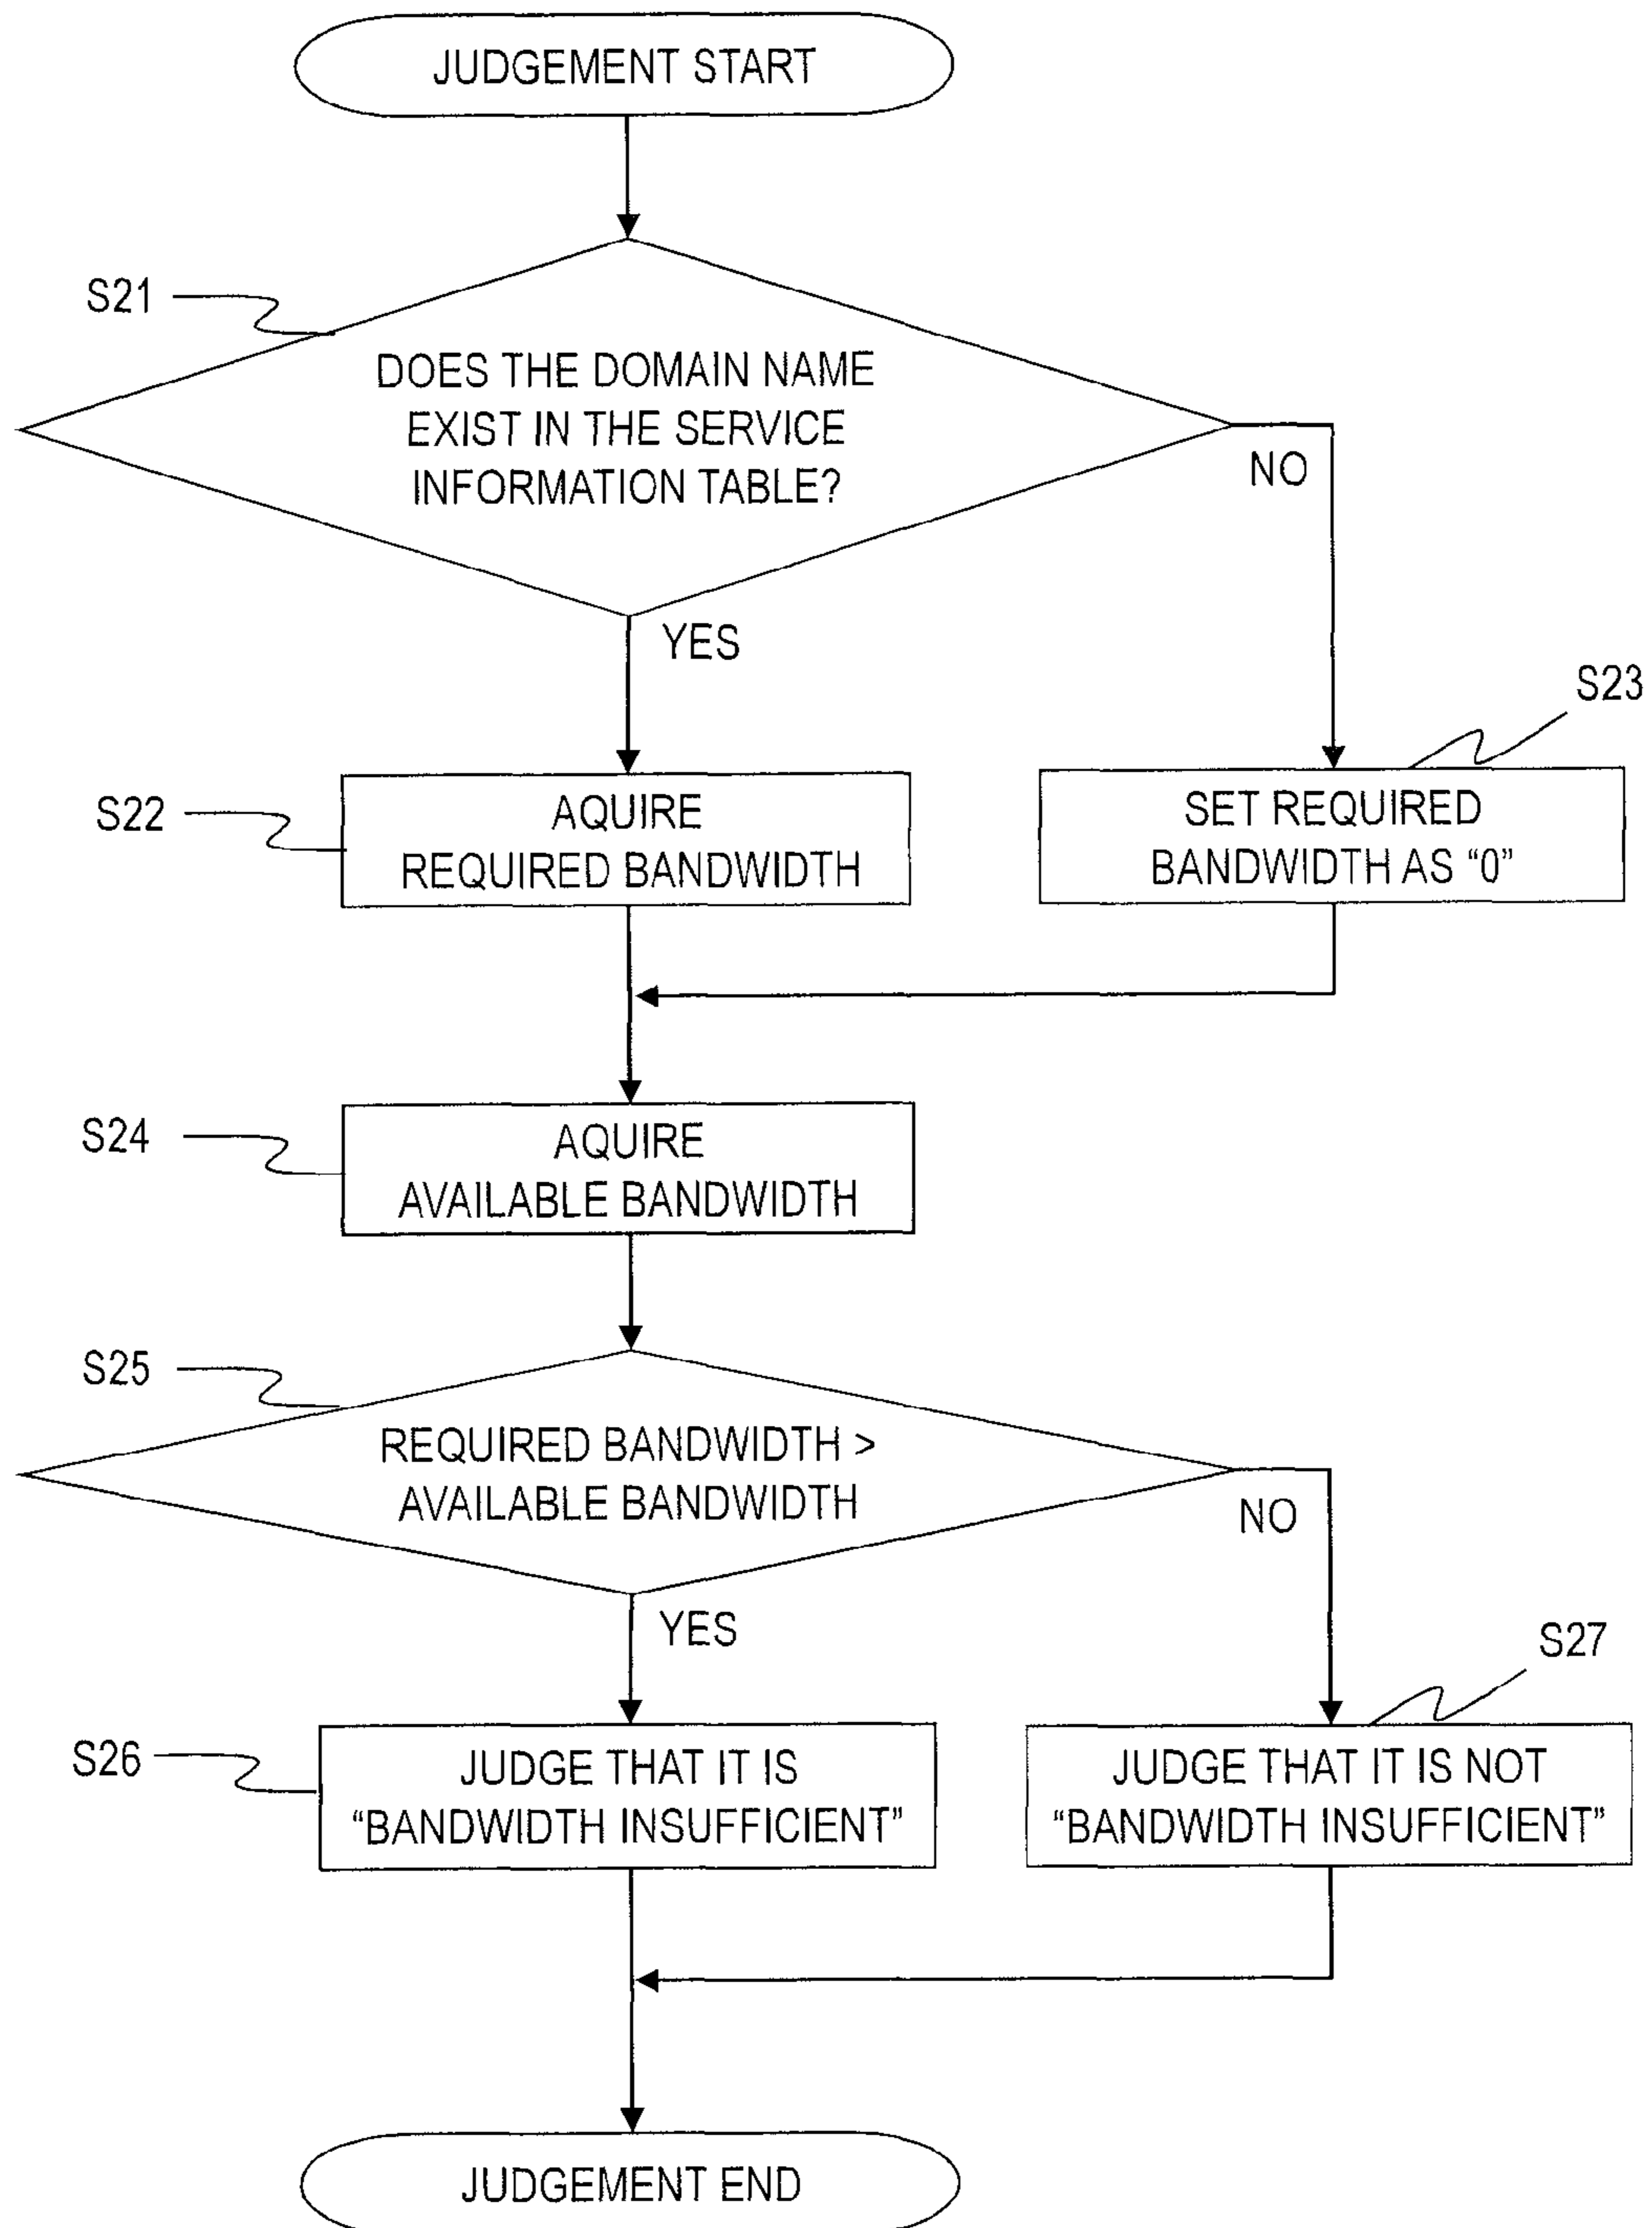 JUDGEMENT START
S21
DOES THE DOMAIN NAME
EXIST IN THE SERVICE
INFORMATION TABLE?
NO
YES
S23
S22
AQUIRE
REQUIRED BANDWIDTH
SET REQUIRED
BANDWIDTH AS “0”
S24
AQUIRE
AVAILABLE BANDWIDTH
S25
REQUIRED BANDWIDTH >
AVAILABLE BANDWIDTH
NO
YES
S27
S26
JUDGE THAT IT IS
“BANDWIDTH INSUFFICIENT”
JUDGE THAT IT IS NOT
“BANDWIDTH INSUFFICIENT”
JUDGEMENT END